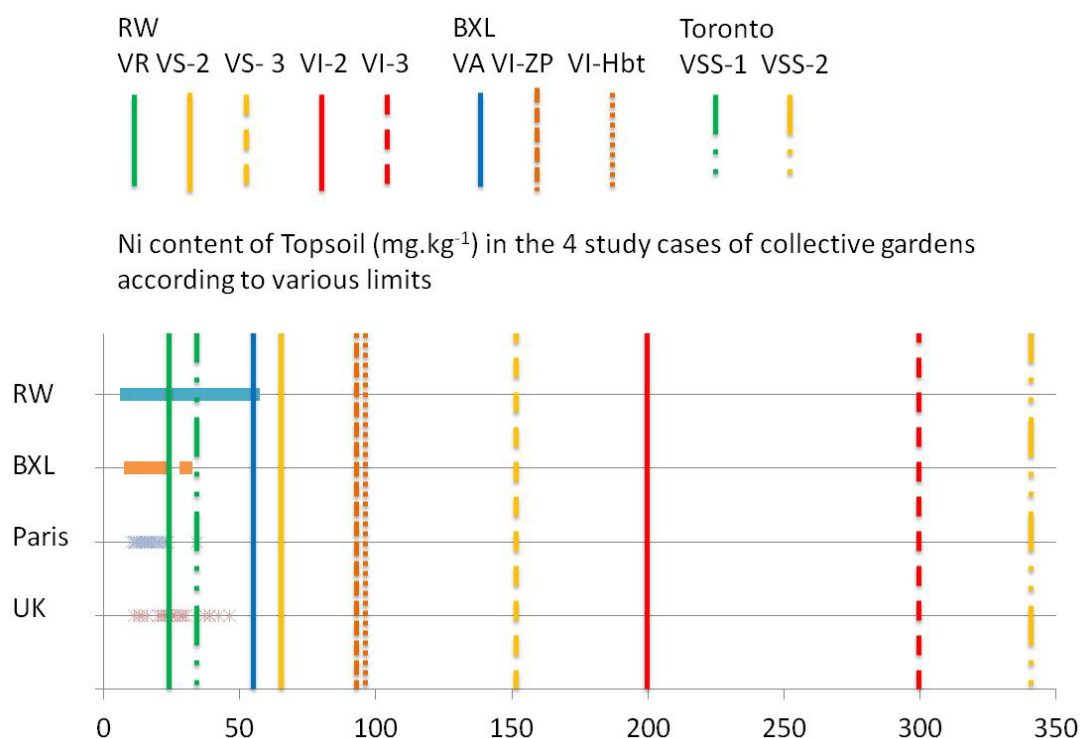 RW BXL Toronto
VR VS-2 VS- 3 VI-2 VI-3 VA VI-ZP VI-Hbt VSS-1 VSS-2
Ni content of Topsoil (mg.kg-1) in the 4 study cases of collective gardens
according to various limits
RW
BXL
Paris
UK
0 50 100 150 200 250 300 350